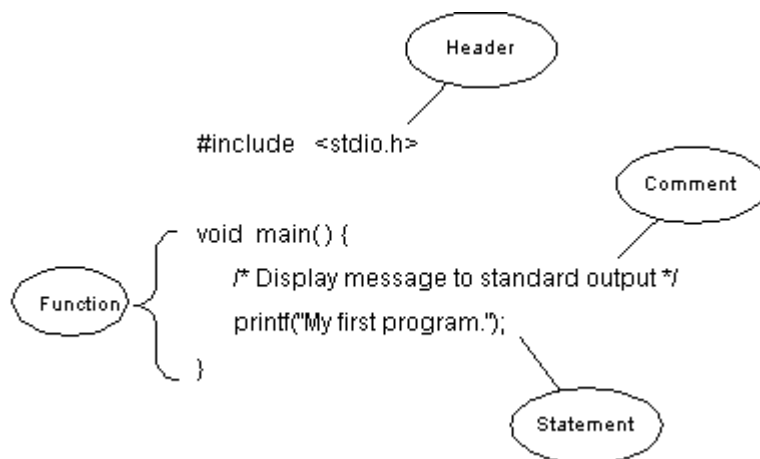 Header
#include <stdio.h>
Comment
void main( ) {
/* Display message to standard output */
Function
printf("My first program.");
}
Statement